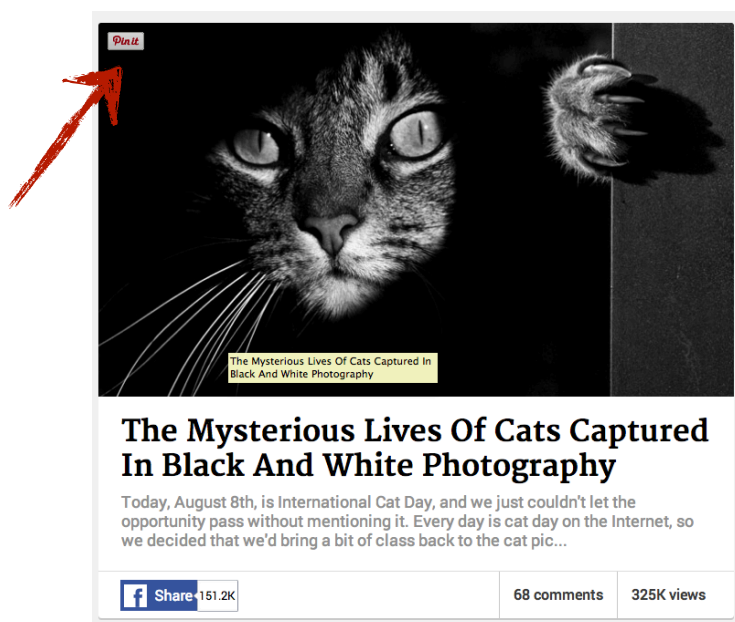 Pin it
The Mysterious Lives Of Cats Captured In
Black And White Photography
The Mysterious Lives Of Cats Captured
In Black And White Photography
Today, August 8th, is International Cat Day, and we just couldn't let the
opportunity pass without mentioning it. Every day is cat day on the Internet, so
we decided that we'd bring a bit of class back to the cat pic...
f Share 151.2K
68 comments
325K views